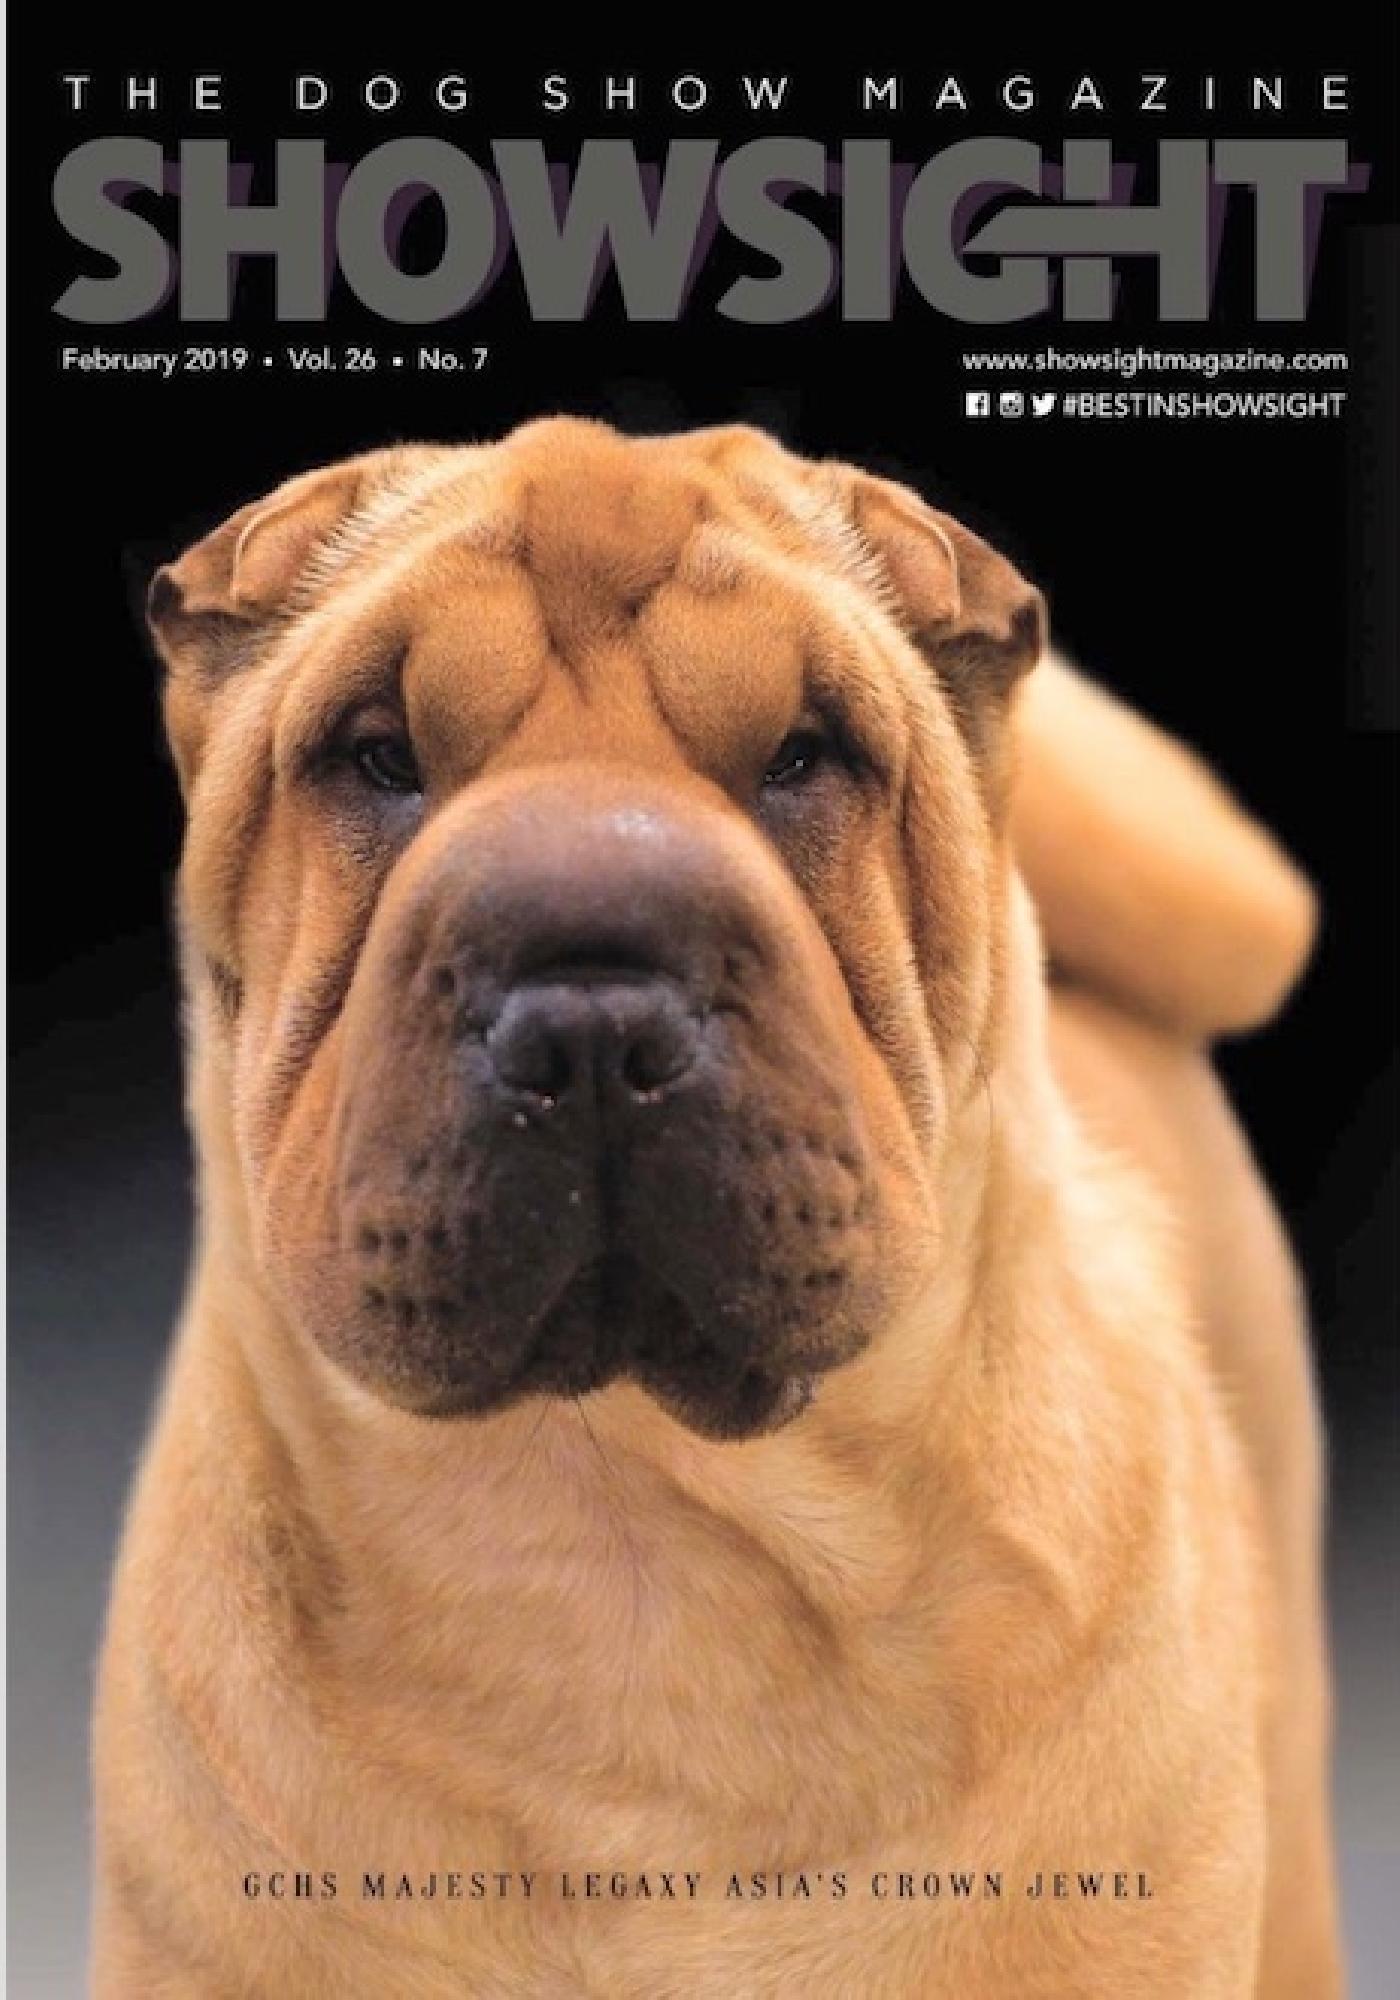 THE DOG SHOW MAGAZINE
SHOWSIGHT
February 2019 • Vol. 26 • No. 7
www.showsightmagazine.com
#BESTINSHOWSIGHT
GCHS MAJESTY LEGAXY ASIA'S CROWN JEWEL